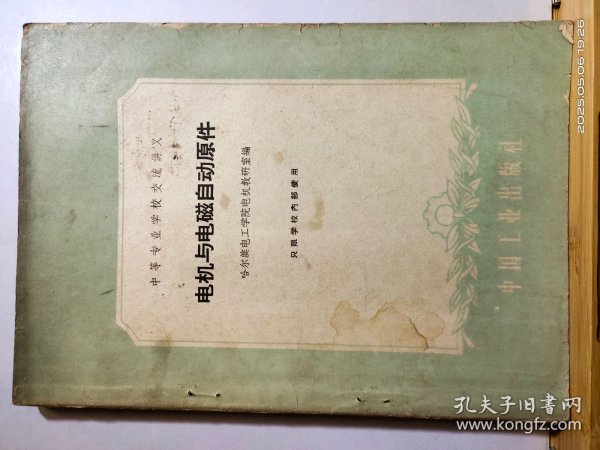 中等专业学校交流讲义
电机与电磁自动原件
哈尔滨电工学院电机教研室编
只限学校内部使用
中国工业出版社
2025.05.06 19:26
孔夫子旧书网
www.kongfz.com